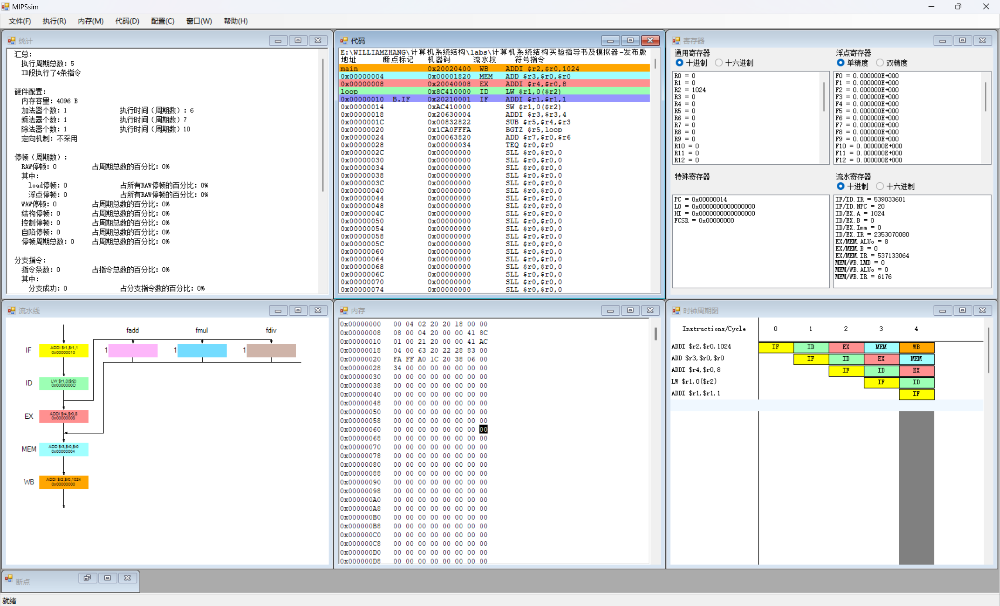 MIPSsim
文件(F) 执行(R) 内存(M) 代码(D) 配置(C) 窗口(W) 帮助(H)
统计
汇总:
执行周期总数: 5
ID段执行了4条指令
硬件配置:
内存容量: 4096 B
加法器个数: 1 执行时间（周期数）: 6
乘法器个数: 1 执行时间（周期数）7
除法器个数: 1 执行时间（周期数）10
定向机制: 不采用
停顿（周期数）:
RAW停顿: 0 占周期总数的百分比: 0%
其中:
load停顿: 0 占所有RAW停顿的百分比: 0%
浮点停顿: 0 占所有RAW停顿的百分比: 0%
WAW停顿: 0 占周期总数的百分比: 0%
结构停顿: 0 占周期总数的百分比: 0%
控制停顿: 0 占周期总数的百分比: 0%
自陷停顿: 0 占周期总数的百分比: 0%
停顿周期总数: 0 占周期总数的百分比: 0%
分支指令:
指令条数: 0 占指令总数的百分比: 0%
其中:
分支成功: 0 占分支指令数的百分比: 0%
代码
E:\WILLIAMZHANG\计算机系统结构\labs\计算机系统结构实验指导书及模拟器-发布版
地址 断点标记 机器码 流水段 符号指令
main 0x20020400 WB ADDI $r2,$r0,1024
0x00000004 0x00001820 MEM ADD $r3,$r0,$r0
0x00000008 0x20040008 EX ADDI $r4,$r0,8
loop 0x8C410000 ID LW $r1,0($r2)
0x00000010 B.IF 0x20210001 IF ADDI $r1,$r1,1
0x00000014 0xAC410000 SW $r1,0($r2)
0x00000018 0x20630004 ADDI $r3,$r3,4
0x0000001C 0x00832822 SUB $r5,$r4,$r3
0x00000020 0x1CA0FFFA BGTZ $r5,loop
0x00000024 0x00063820 ADD $r7,$r0,$r6
0x00000028 0x00000034 TEQ $r0,$r0
0x0000002C 0x00000000 SLL $r0,$r0,0
0x00000030 0x00000000 SLL $r0,$r0,0
0x00000034 0x00000000 SLL $r0,$r0,0
0x00000038 0x00000000 SLL $r0,$r0,0
0x0000003C 0x00000000 SLL $r0,$r0,0
0x00000040 0x00000000 SLL $r0,$r0,0
0x00000044 0x00000000 SLL $r0,$r0,0
0x00000048 0x00000000 SLL $r0,$r0,0
0x0000004C 0x00000000 SLL $r0,$r0,0
0x00000050 0x00000000 SLL $r0,$r0,0
0x00000054 0x00000000 SLL $r0,$r0,0
0x00000058 0x00000000 SLL $r0,$r0,0
0x0000005C 0x00000000 SLL $r0,$r0,0
0x00000060 0x00000000 SLL $r0,$r0,0
0x00000064 0x00000000 SLL $r0,$r0,0
0x00000068 0x00000000 SLL $r0,$r0,0
0x0000006C 0x00000000 SLL $r0,$r0,0
0x00000070 0x00000000 SLL $r0,$r0,0
0x00000074 0x00000000 SLL $r0,$r0,0
寄存器
通用寄存器
十进制 十六进制
R0 = 0
R1 = 0
R2 = 1024
R3 = 0
R4 = 0
R5 = 0
R6 = 0
R7 = 0
R8 = 0
R9 = 0
R10 = 0
R11 = 0
R12 = 0
浮点寄存器
单精度 双精度
F0 = 0.000000E+000
F1 = 0.000000E+000
F2 = 0.000000E+000
F3 = 0.000000E+000
F4 = 0.000000E+000
F5 = 0.000000E+000
F6 = 0.000000E+000
F7 = 0.000000E+000
F8 = 0.000000E+000
F9 = 0.000000E+000
F10 = 0.000000E+000
F11 = 0.000000E+000
F12 = 0.000000E+000
特殊寄存器
PC = 0x00000014
LO = 0x0000000000000000
HI = 0x0000000000000000
FCSR = 0x00000000
流水寄存器
十进制 十六进制
IF/ID.IR = 539033601
IF/ID.NPC = 20
ID/EX.A = 1024
ID/EX.B = 0
ID/EX.Imm = 0
ID/EX.IR = 2353070080
EX/MEM.ALUo = 8
EX/MEM.B = 0
EX/MEM.IR = 537133064
MEM/WB.LMD = 0
MEM/WB.ALUo = 0
MEM/WB.IR = 6176
流水线
fadd fmul fdiv
IF ADDI $r1,$r1,1
0x00000010
1 1 1
ID LW $r1,0($r2)
0x0000000C
EX ADDI $r4,$r0,8
0x00000008
MEM ADD $r3,$r0,$r0
0x00000004
WB ADDI $r2,$r0,1024
0x00000000
内存
0x00000000 00 04 02 20 20 18 00 00
0x00000008 08 00 04 20 00 00 41 8C
0x00000010 01 00 21 20 00 00 41 AC
0x00000018 04 00 63 20 22 28 83 00
0x00000020 FA FF A0 1C 20 38 06 00
0x00000028 34 00 00 00 00 00 00 00
0x00000030 00 00 00 00 00 00 00 00
0x00000038 00 00 00 00 00 00 00 00
0x00000040 00 00 00 00 00 00 00 00
0x00000048 00 00 00 00 00 00 00 00
0x00000050 00 00 00 00 00 00 00 00
0x00000058 00 00 00 00 00 00 00 00
0x00000060 00 00 00 00 00 00 00 00
0x00000068 00 00 00 00 00 00 00 00
0x00000070 00 00 00 00 00 00 00 00
0x00000078 00 00 00 00 00 00 00 00
0x00000080 00 00 00 00 00 00 00 00
0x00000088 00 00 00 00 00 00 00 00
0x00000090 00 00 00 00 00 00 00 00
0x00000098 00 00 00 00 00 00 00 00
0x000000A0 00 00 00 00 00 00 00 00
0x000000A8 00 00 00 00 00 00 00 00
0x000000B0 00 00 00 00 00 00 00 00
0x000000B8 00 00 00 00 00 00 00 00
0x000000C0 00 00 00 00 00 00 00 00
0x000000C8 00 00 00 00 00 00 00 00
0x000000D0 00 00 00 00 00 00 00 00
0x000000D8 00 00 00 00 00 00 00 00
时钟周期图
Instructions/Cycle 0 1 2 3 4
ADDI $r2,$r0,1024 IF ID EX MEM WB
ADD $r3,$r0,$r0 IF ID EX MEM
ADDI $r4,$r0,8 IF ID EX
LW $r1,0($r2) IF ID
ADDI $r1,$r1,1 IF
断点
就绪